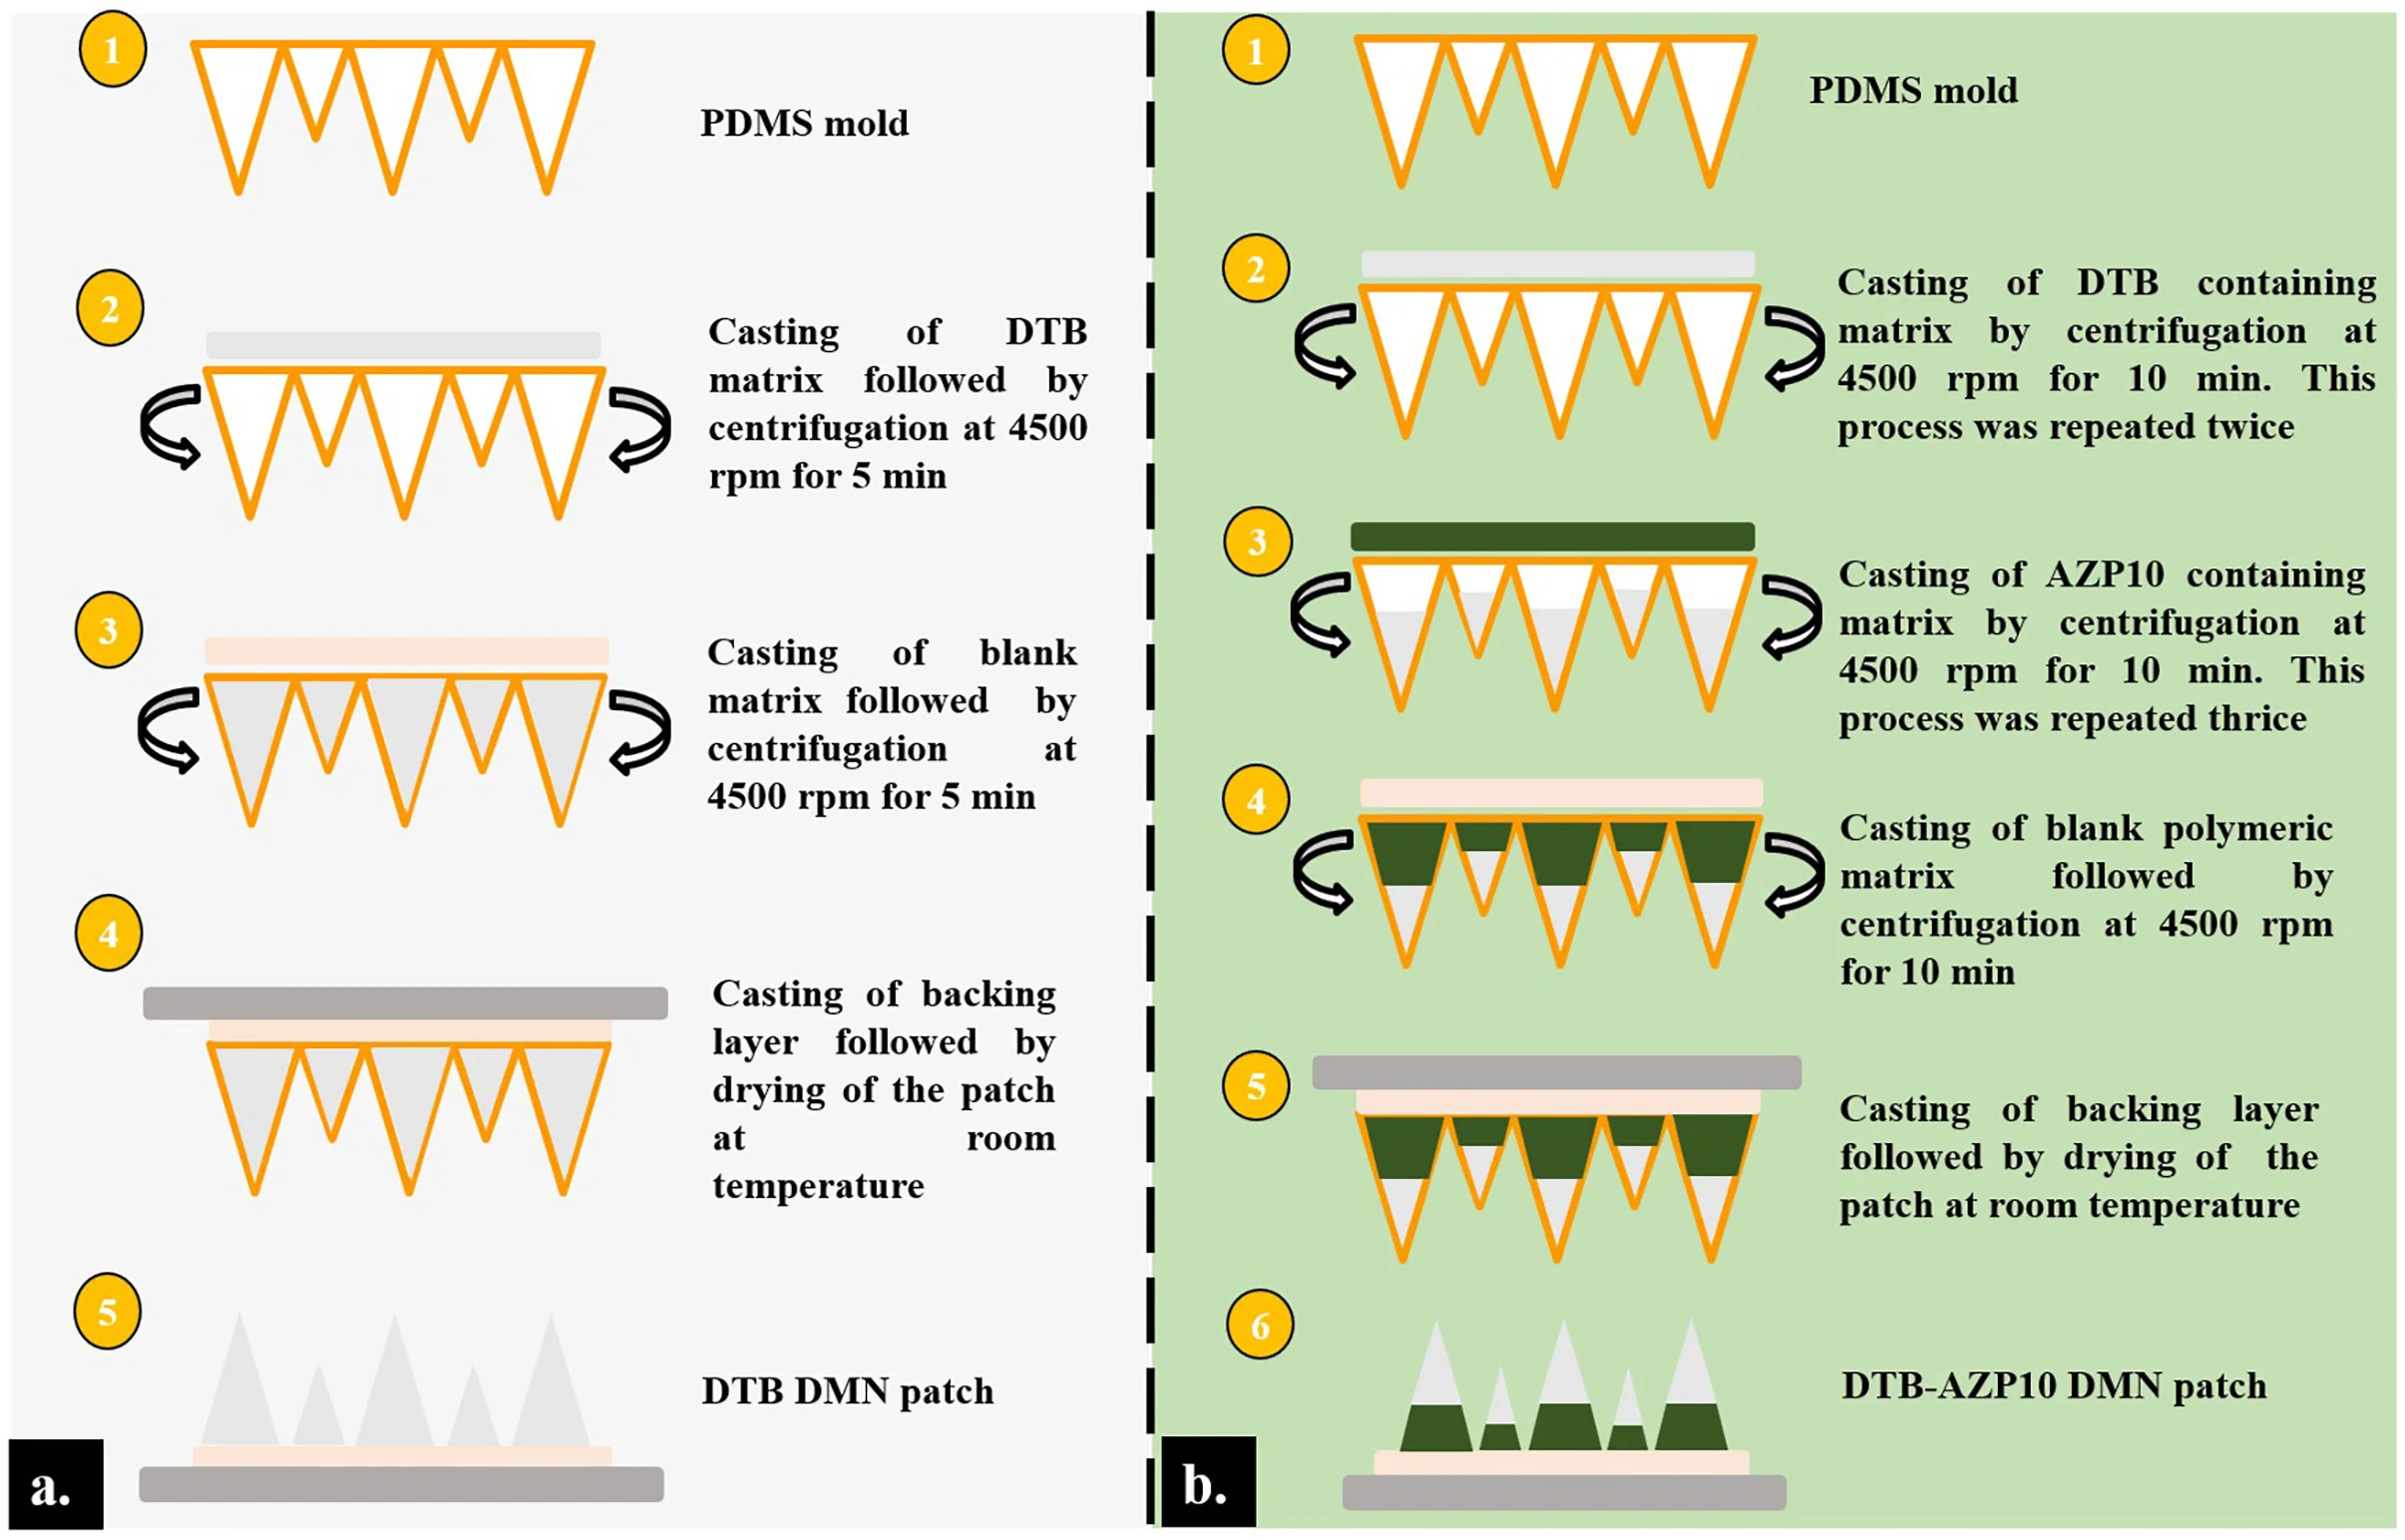 1
PDMS mold
2
Casting of DTB
matrix followed by
centrifugation at 4500
rpm for 5 min
3
Casting of blank
matrix followed by
centrifugation at
4500 rpm for 5 min
4
Casting of backing
layer followed by
drying of the patch
at room
temperature
5
DTB DMN patch
a.
1
PDMS mold
2
Casting of DTB containing
matrix by centrifugation at
4500 rpm for 10 min. This
process was repeated twice
3
Casting of AZP10 containing
matrix by centrifugation at
4500 rpm for 10 min. This
process was repeated thrice
4
Casting of blank polymeric
matrix followed by
centrifugation at 4500 rpm
for 10 min
5
Casting of backing layer
followed by drying of the
patch at room temperature
6
DTB-AZP10 DMN patch
b.